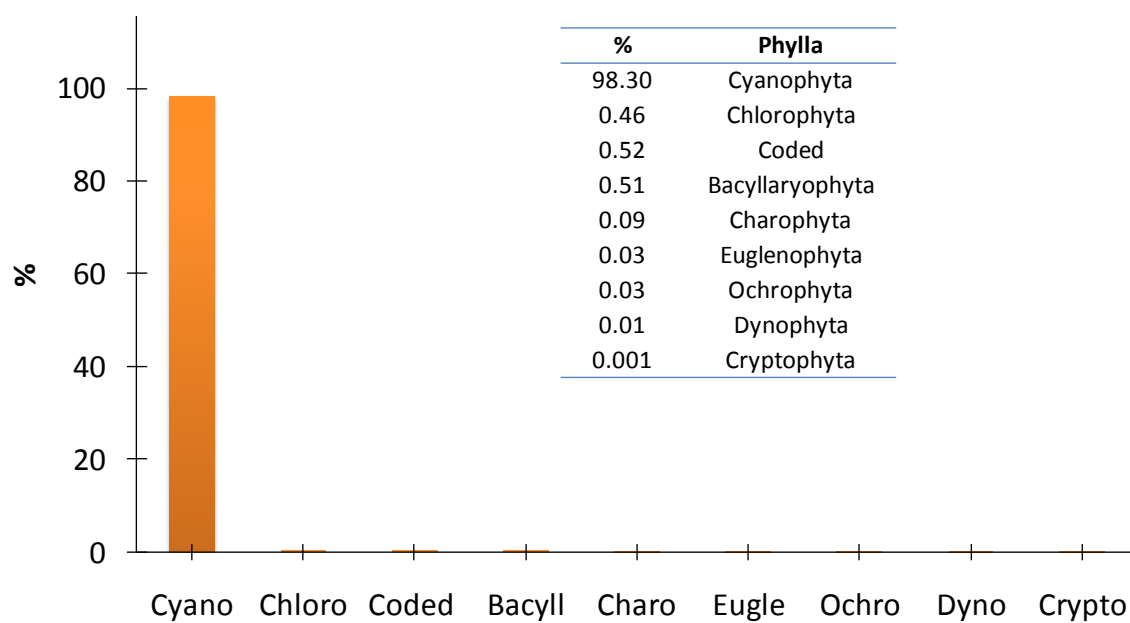 % Phylla
98.30 Cyanophyta
0.46 Chlorophyta
0.52 Coded
0.51 Bacyllaryophyta
0.09 Charophyta
0.03 Euglenophyta
0.03 Ochrophyta
0.01 Dynophyta
0.001 Cryptophyta
100
80
60
40
20
0
%
Cyano Chloro Coded Bacyll Charo Eugle Ochro Dyno Crypto